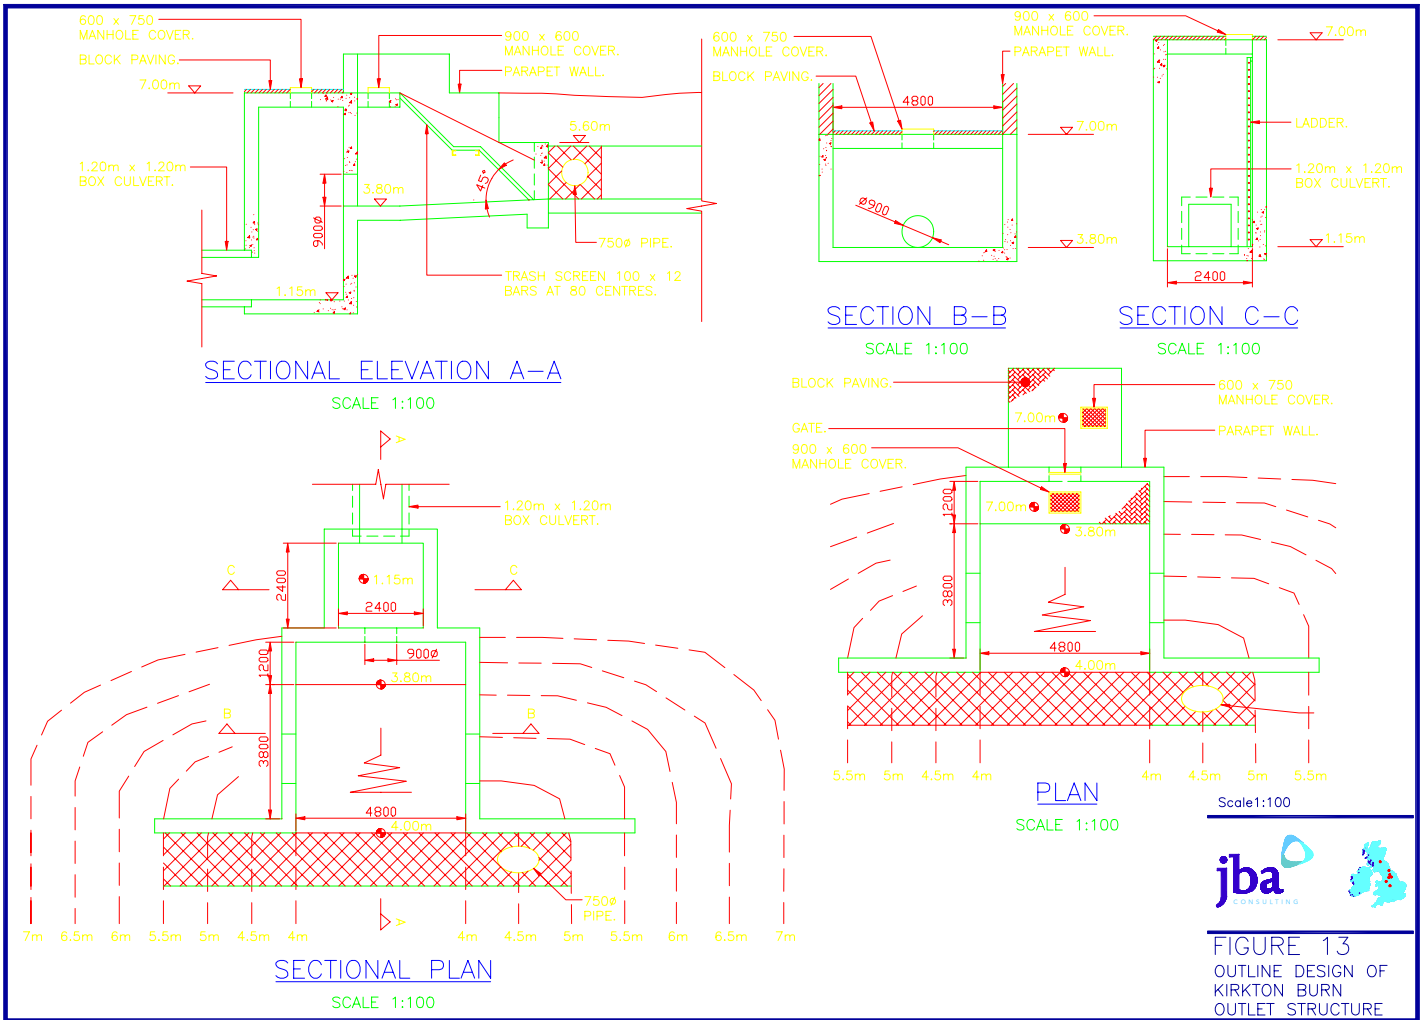 600 x 750
MANHOLE COVER.
BLOCK PAVING.
7.00m
1.20m x 1.20m
BOX CULVERT.
900 x 600
MANHOLE COVER.
PARAPET WALL.
5.60m
3.80m
900ø
45°
1.15m
750ø PIPE.
TRASH SCREEN 100 x 12
BARS AT 80 CENTRES.
SECTIONAL ELEVATION A-A
SCALE 1:100
600 x 750
MANHOLE COVER.
BLOCK PAVING.
PARAPET WALL.
4800
7.00m
ø900
3.80m
SECTION B-B
SCALE 1:100
900 x 600
MANHOLE COVER.
7.00m
LADDER.
1.20m x 1.20m
BOX CULVERT.
1.15m
2400
SECTION C-C
SCALE 1:100
A
1.20m x 1.20m
BOX CULVERT.
C
C
2400
1.15m
2400
1200
900ø
3.80m
B
B
3800
4800
4.00m
750ø
PIPE.
A
7m
6.5m
6m
5.5m
5m
4.5m
4m
4m
4.5m
5m
5.5m
6m
6.5m
7m
SECTIONAL PLAN
SCALE 1:100
BLOCK PAVING.
600 x 750
MANHOLE COVER.
7.00m
GATE.
PARAPET WALL.
900 x 600
MANHOLE COVER.
1200
7.00m
3.80m
3800
4800
4.00m
5.5m
5m
4.5m
4m
4m
4.5m
5m
5.5m
PLAN
SCALE 1:100
Scale1:100
jba
CONSULTING
FIGURE 13
OUTLINE DESIGN OF
KIRKTON BURN
OUTLET STRUCTURE